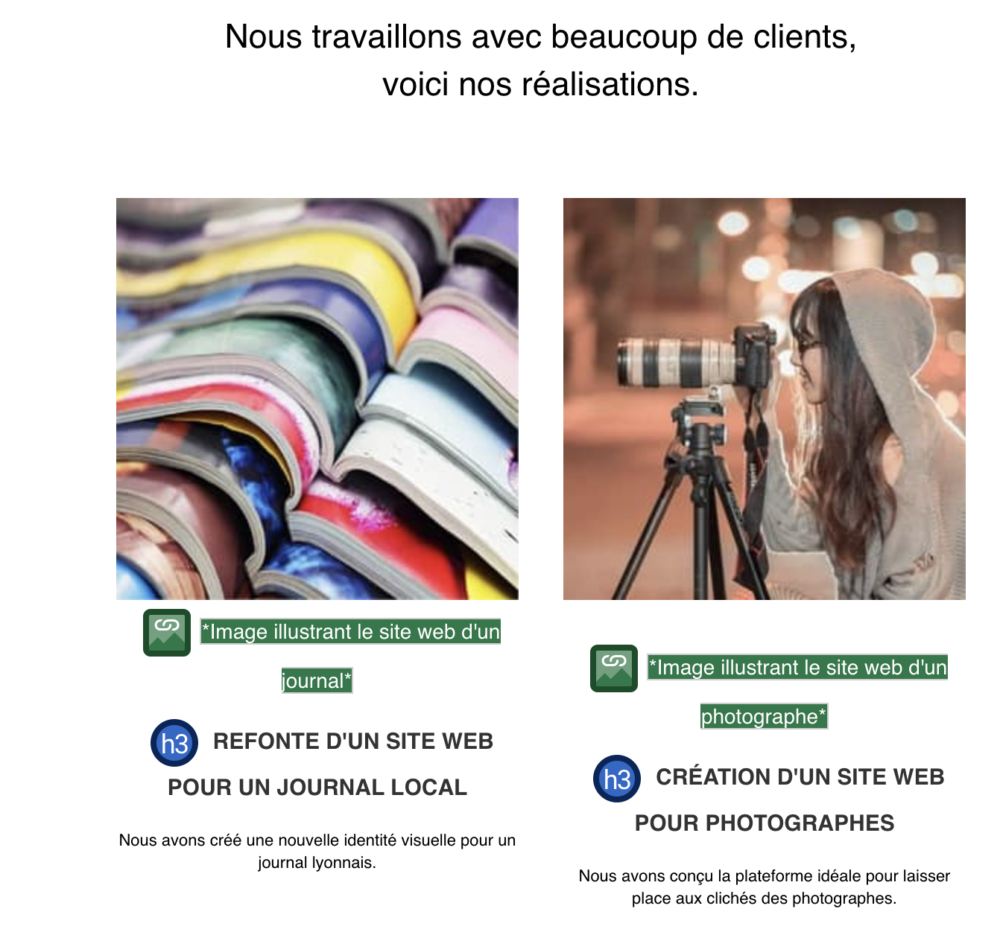 Nous travaillons avec beaucoup de clients,
voici nos réalisations.
*Image illustrant le site web d'un
journal*
h3 REFONTE D'UN SITE WEB
POUR UN JOURNAL LOCAL
Nous avons créé une nouvelle identité visuelle pour un
journal lyonnais.
*Image illustrant le site web d'un
photographe*
h3 CRÉATION D'UN SITE WEB
POUR PHOTOGRAPHES
Nous avons conçu la plateforme idéale pour laisser
place aux clichés des photographes.